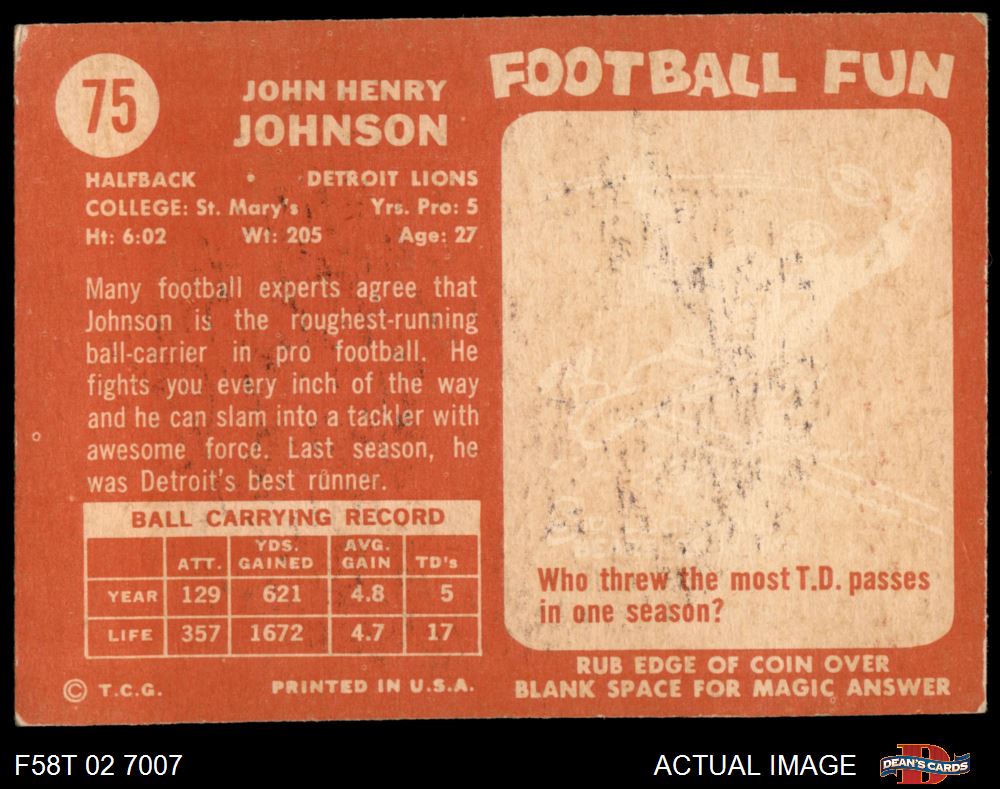 75
JOHN HENRY
JOHNSON
HALFBACK • DETROIT LIONS
COLLEGE: St. Mary's Yrs. Pro: 5
Ht: 6:02 Wt: 205 Age: 27
Many football experts agree that
Johnson is the roughest-running
ball-carrier in pro football. He
fights you every inch of the way
and he can slam into a tackler with
awesome force. Last season, he
was Detroit's best runner.
BALL CARRYING RECORD
ATT. YDS. GAINED AVG. GAIN TD's
YEAR 129 621 4.8 5
LIFE 357 1672 4.7 17
© T.C.G. PRINTED IN U.S.A.
FOOTBALL FUN
Who threw the most T.D. passes
in one season?
RUB EDGE OF COIN OVER
BLANK SPACE FOR MAGIC ANSWER
F58T 02 7007
ACTUAL IMAGE
DEAN'S CARDS